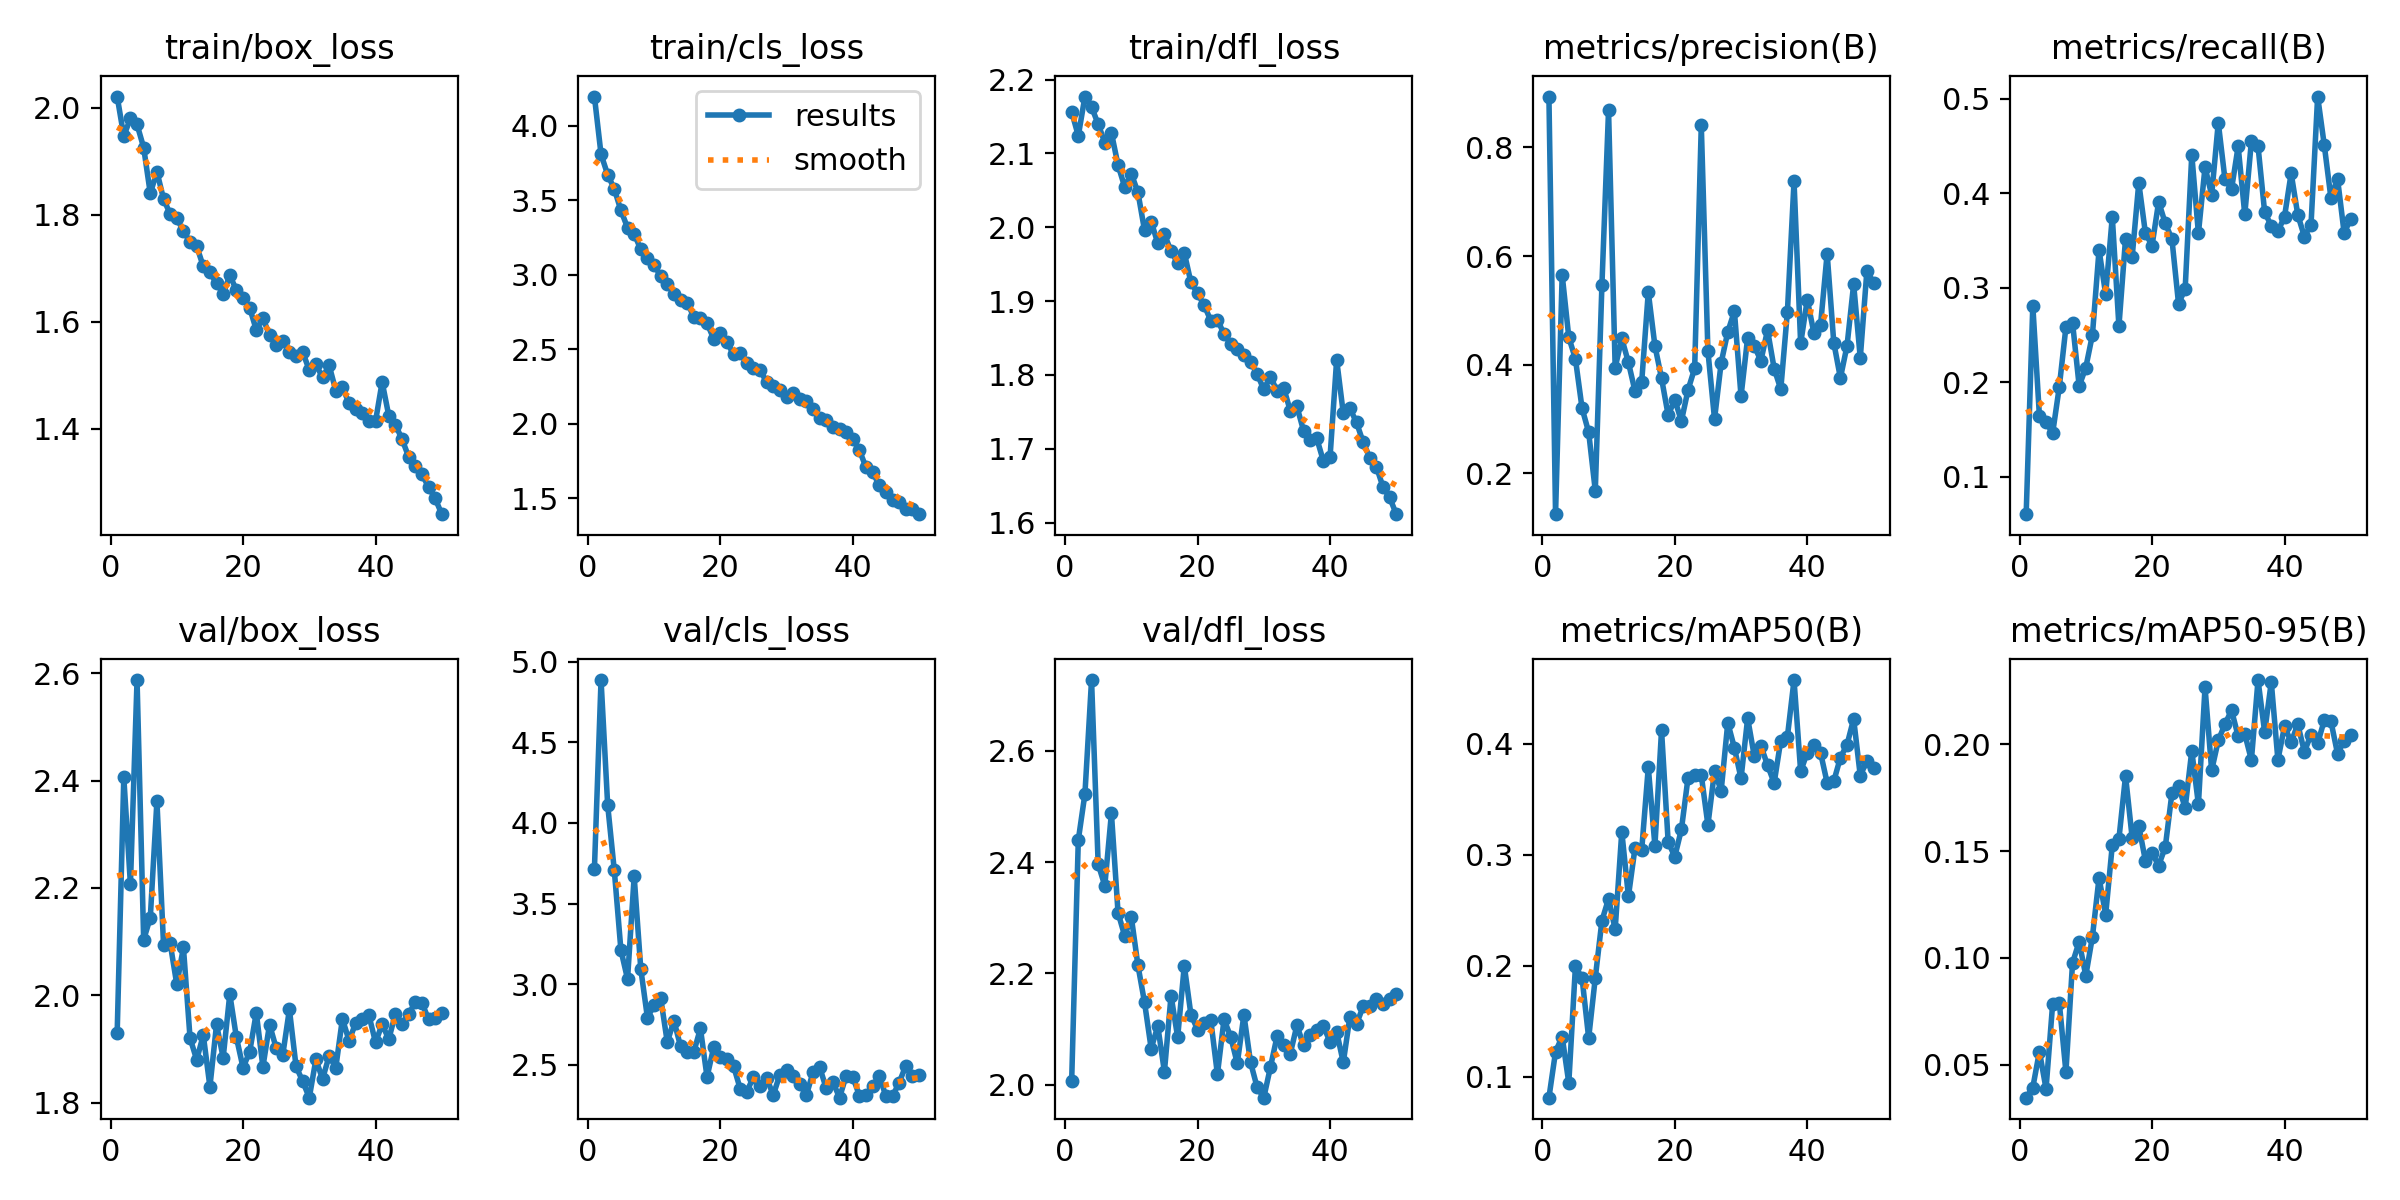 train/box_loss
2.0
1.8
1.6
1.4
0 20 40
train/cls_loss
results
smooth
4.0
3.5
3.0
2.5
2.0
1.5
0 20 40
train/dfl_loss
2.2
2.1
2.0
1.9
1.8
1.7
1.6
0 20 40
metrics/precision(B)
0.8
0.6
0.4
0.2
0 20 40
metrics/recall(B)
0.5
0.4
0.3
0.2
0.1
0 20 40
val/box_loss
2.6
2.4
2.2
2.0
1.8
0 20 40
val/cls_loss
5.0
4.5
4.0
3.5
3.0
2.5
0 20 40
val/dfl_loss
2.6
2.4
2.2
2.0
0 20 40
metrics/mAP50(B)
0.4
0.3
0.2
0.1
0 20 40
metrics/mAP50-95(B)
0.20
0.15
0.10
0.05
0 20 40